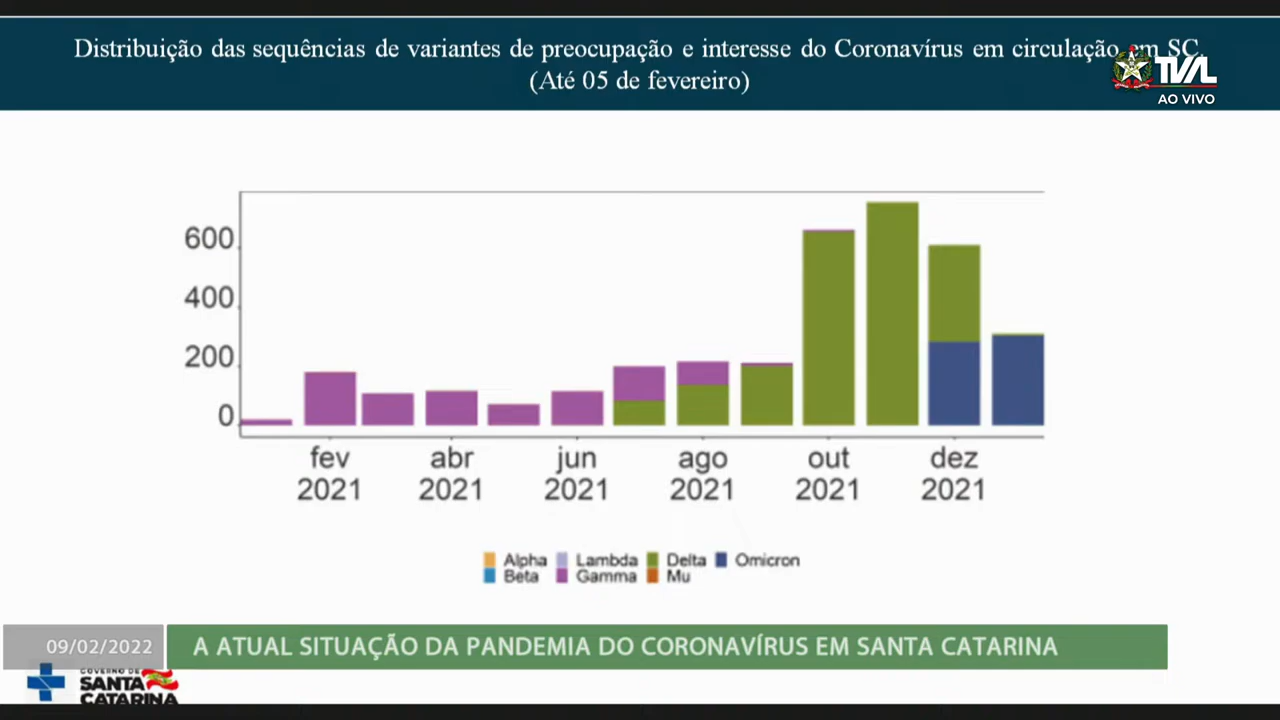 Distribuição das sequências de variantes de preocupação e interesse do Coronavírus em circulação em SC
(Até 05 de fevereiro)
TVAL
AO VIVO
600
400
200
0
fev abr jun ago out dez
2021 2021 2021 2021 2021 2021
Alpha Lambda Delta Omicron
Beta Gamma Mu
09/02/2022 A ATUAL SITUAÇÃO DA PANDEMIA DO CORONAVÍRUS EM SANTA CATARINA
GOVERNO DE
SANTA
CATARINA